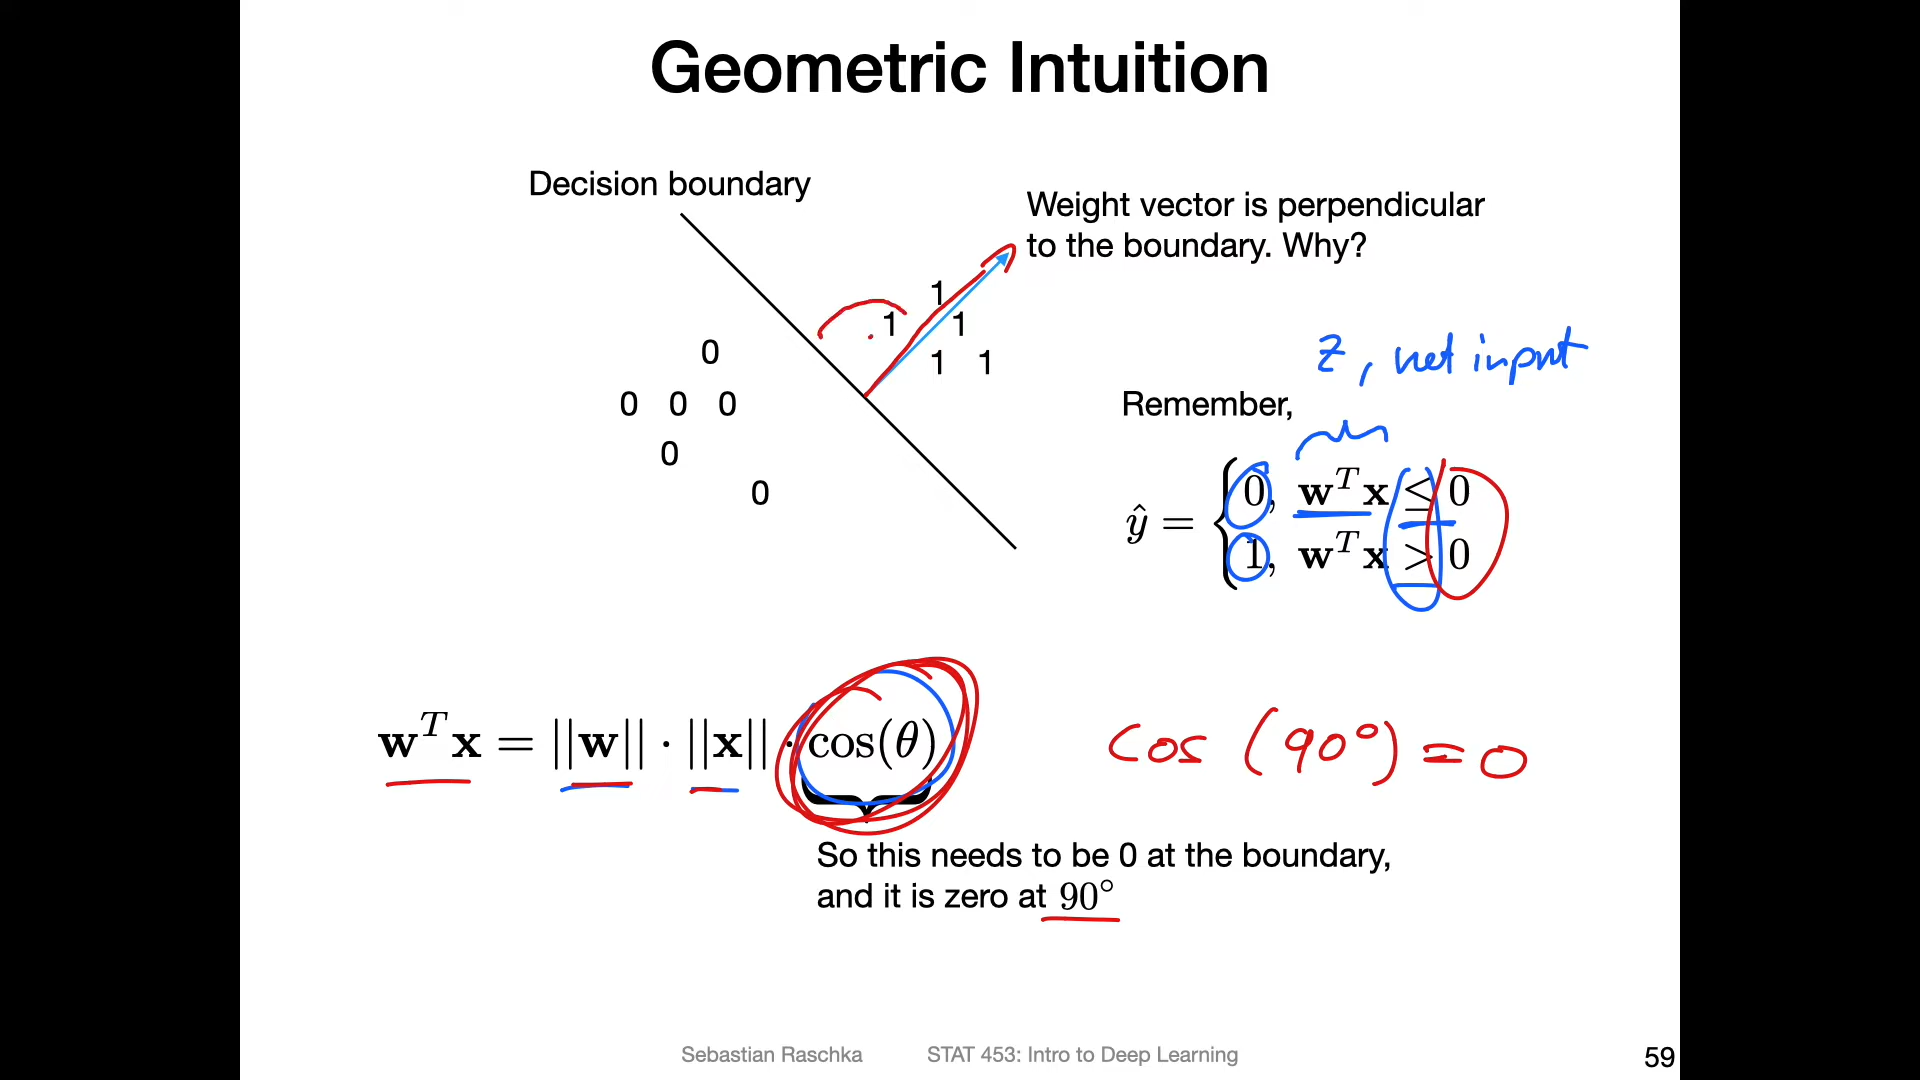 Geometric Intuition
Decision boundary
Weight vector is perpendicular
to the boundary. Why?
1
1 1
1 1
0
0 0 0
0
0
z, net input
Remember,
ŷ = { 0, wᵀx ≤ 0
1, wᵀx > 0
wᵀx = ||w|| · ||x|| · cos(θ)
cos (90°) = 0
So this needs to be 0 at the boundary,
and it is zero at 90°
Sebastian Raschka STAT 453: Intro to Deep Learning 59